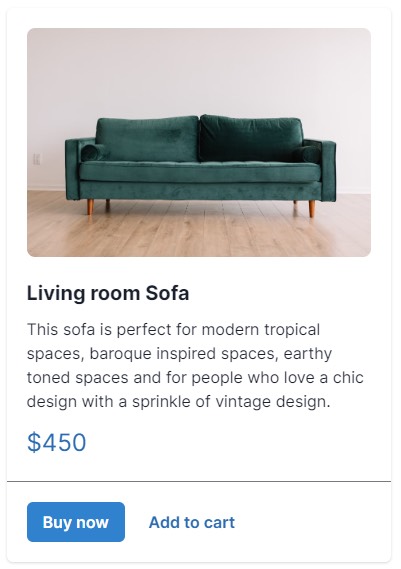 Living room Sofa
This sofa is perfect for modern tropical
spaces, baroque inspired spaces, earthy
toned spaces and for people who love a chic
design with a sprinkle of vintage design.
$450
Buy now
Add to cart